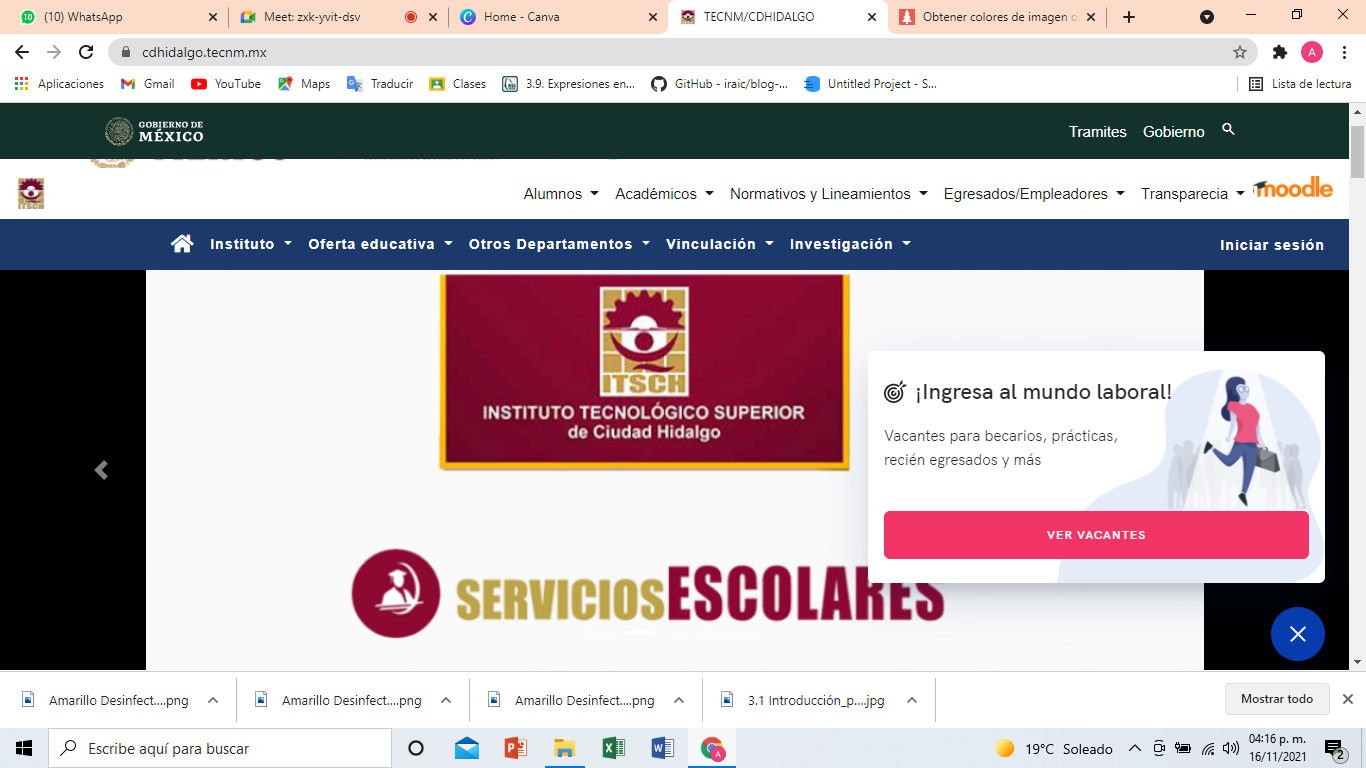 (10) WhatsApp
Meet: zxk-yvit-dsv
Home - Canva
TECNM/CDHIDALGO
Obtener colores de imagen o
cdhidalgo.tecnm.mx
A
Aplicaciones
Gmail
YouTube
Maps
Traducir
Clases
3.9. Expresiones en...
GitHub - iraic/blog-...
Untitled Project - S...
Lista de lectura
GOBIERNO DE
MÉXICO
Tramites
Gobierno
ITSCH
Alumnos
Académicos
Normativos y Lineamientos
Egresados/Empleadores
Transparecia
moodle
Instituto
Oferta educativa
Otros Departamentos
Vinculación
Investigación
Iniciar sesión
ITSCH
INSTITUTO TECNOLÓGICO SUPERIOR
de Ciudad Hidalgo
¡Ingresa al mundo laboral!
Vacantes para becarios, prácticas,
recién egresados y más
VER VACANTES
SERVICIOS ESCOLARES
Amarillo Desinfect....png
Amarillo Desinfect....png
Amarillo Desinfect....png
3.1 Introducción_p....jpg
Mostrar todo
Escribe aquí para buscar
19°C Soleado
04:16 p. m.
16/11/2021
2